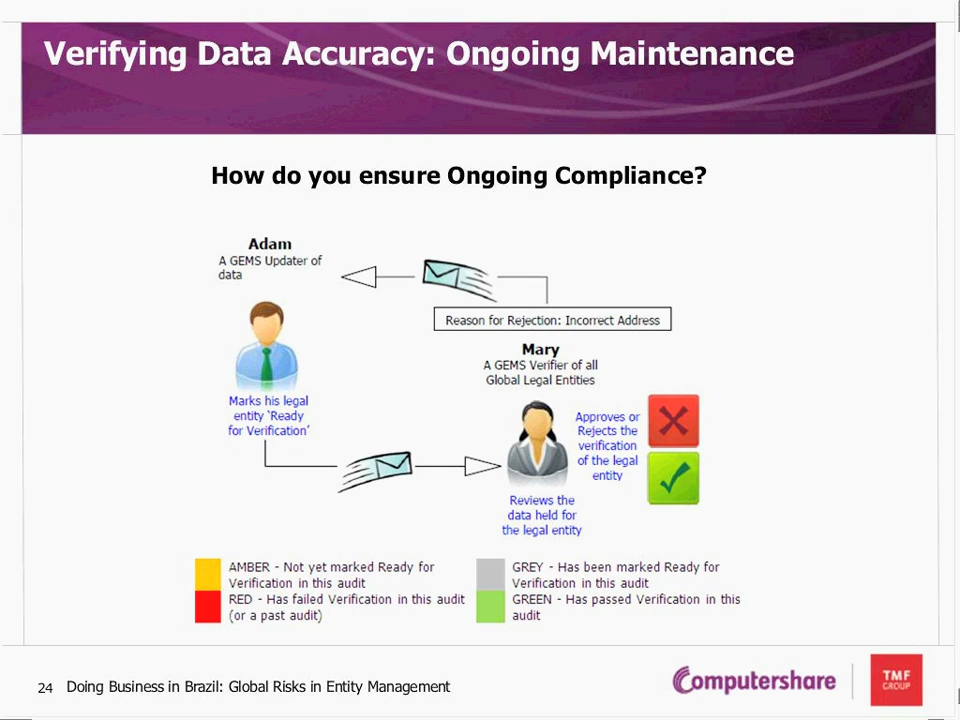 Verifying Data Accuracy: Ongoing Maintenance
How do you ensure Ongoing Compliance?
Adam
A GEMS Updater of
data
Reason for Rejection: Incorrect Address
Mary
A GEMS Verifier of all
Global Legal Entities
Marks his legal
entity ‘Ready
for Verification’
Approves or
Rejects the
verification
of the legal
entity
Reviews the
data held for
the legal entity
AMBER - Not yet marked Ready for
Verification in this audit
RED - Has failed Verification in this audit
(or a past audit)
GREY - Has been marked Ready for
Verification in this audit
GREEN - Has passed Verification in this
audit
24 Doing Business in Brazil: Global Risks in Entity Management
Computershare
TMF
GROUP